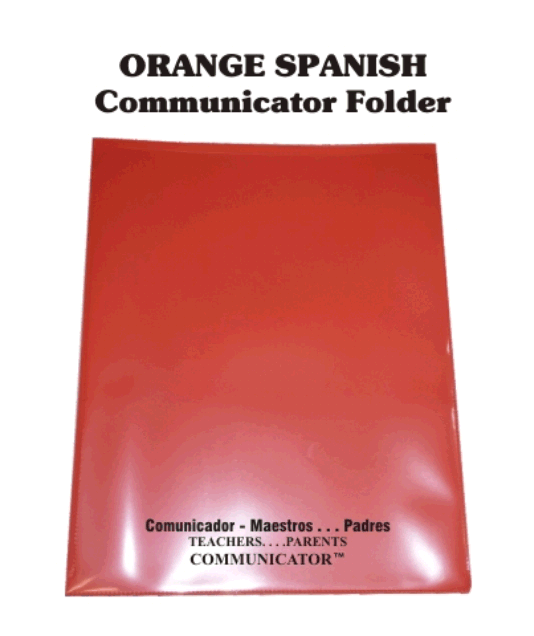 ORANGE SPANISH
Communicator Folder
Comunicador - Maestros . . . Padres
TEACHERS. . . .PARENTS
COMMUNICATOR™